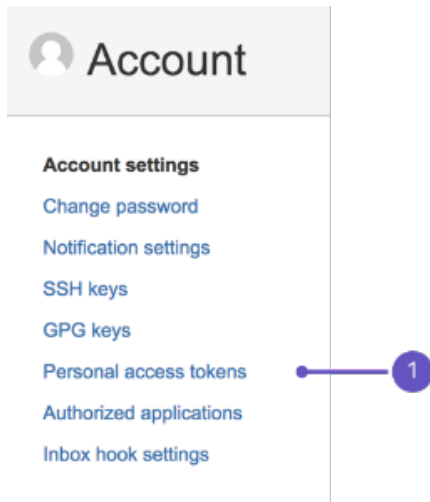 Account
Account settings
Change password
Notification settings
SSH keys
GPG keys
Personal access tokens
1
Authorized applications
Inbox hook settings